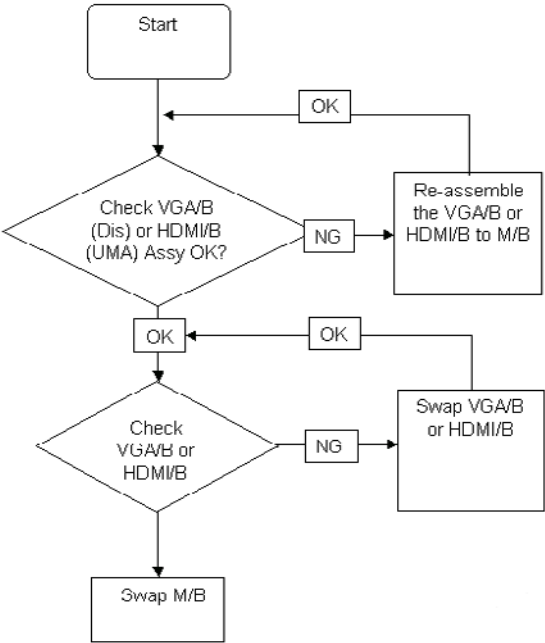 Start
OK
Check VGA/B
(Dis) or HDMI/B
(UMA) Assy OK?
NG
Re-assemble
the VGA/B or
HDMI/B to M/B
OK
OK
Check
VGA/B or
HDMI/B
NG
Swap VGA/B
or HDMI/B
Swap M/B